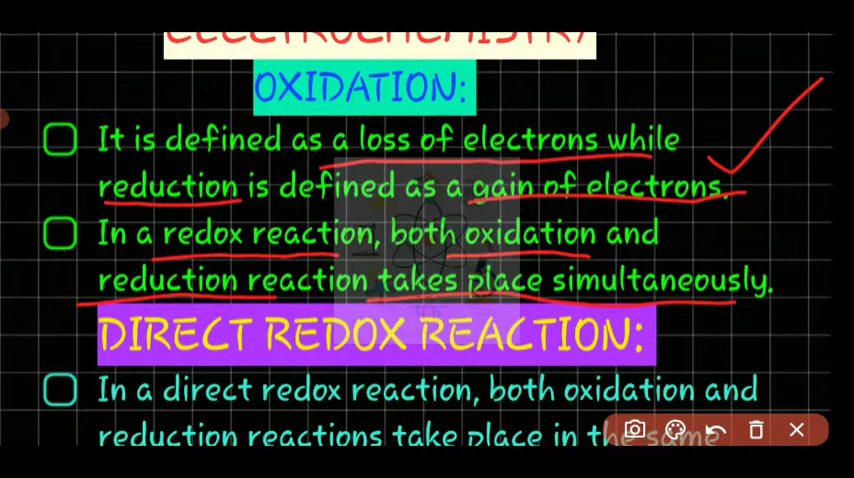 ELECTROCHEMISTRY
OXIDATION:
It is defined as a loss of electrons while
reduction is defined as a gain of electrons.
In a redox reaction, both oxidation and
reduction reaction takes place simultaneously.
DIRECT REDOX REACTION:
In a direct redox reaction, both oxidation and
reduction reactions take place in the same